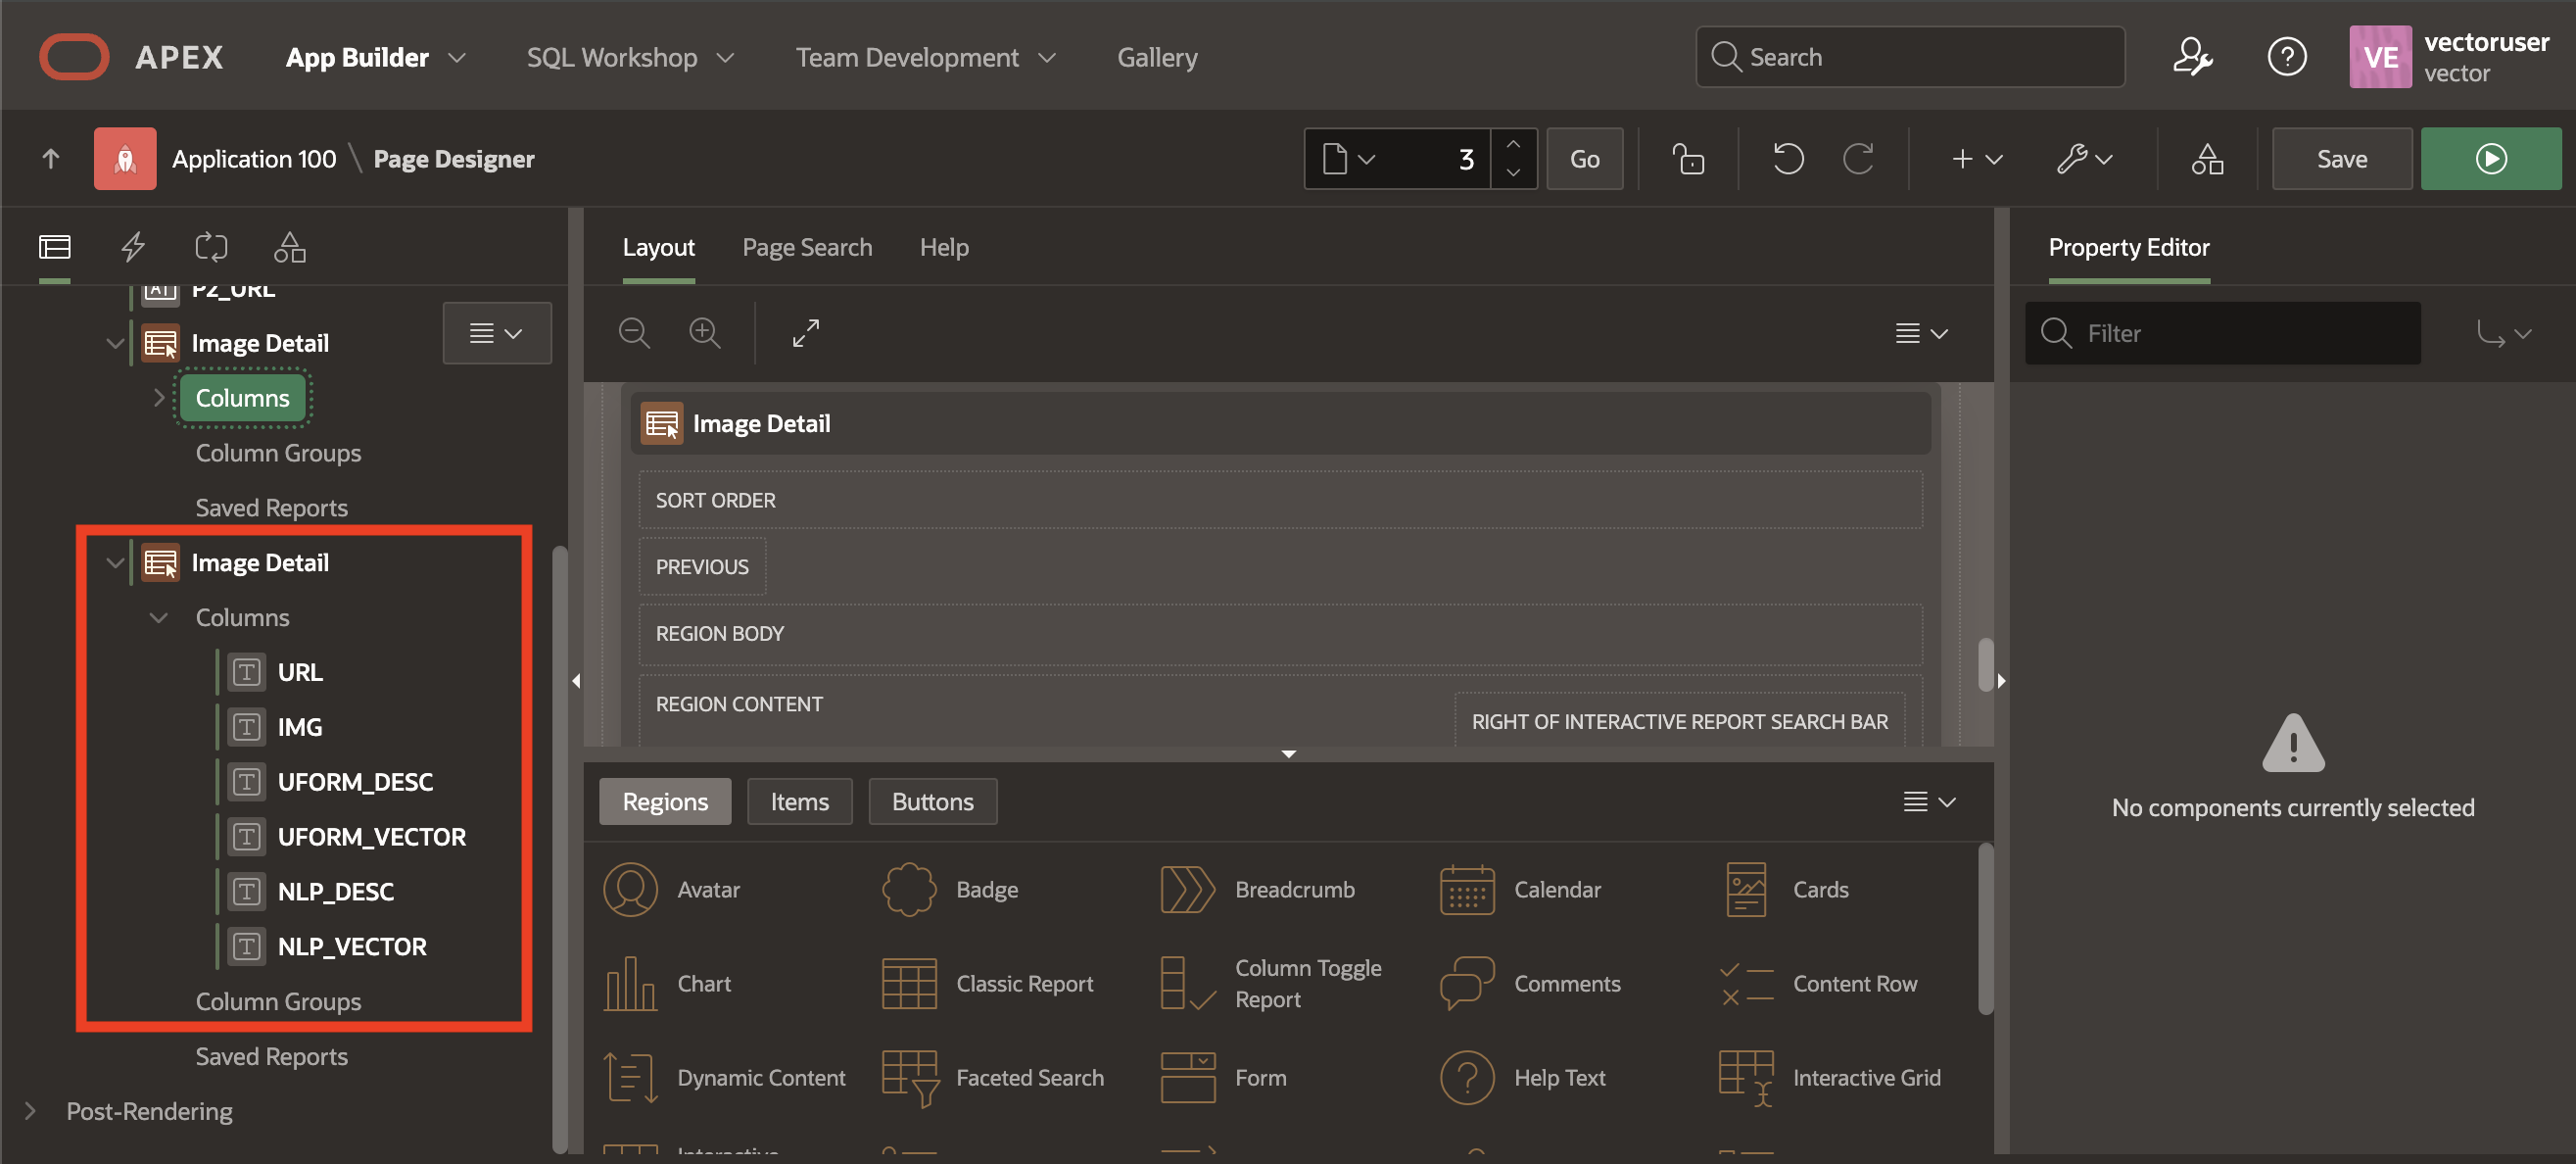 APEX
App Builder
SQL Workshop
Team Development
Gallery
Search
VE
vectoruser
vector
Application 100 \ Page Designer
3
Go
Save
P2_URL
Image Detail
Columns
Column Groups
Saved Reports
Image Detail
Columns
URL
IMG
UFORM_DESC
UFORM_VECTOR
NLP_DESC
NLP_VECTOR
Column Groups
Saved Reports
Post-Rendering
Layout
Page Search
Help
Image Detail
SORT ORDER
PREVIOUS
REGION BODY
REGION CONTENT
RIGHT OF INTERACTIVE REPORT SEARCH BAR
Regions
Items
Buttons
Avatar
Badge
Breadcrumb
Calendar
Cards
Chart
Classic Report
Column Toggle
Report
Comments
Content Row
Dynamic Content
Faceted Search
Form
Help Text
Interactive Grid
Interactive
Property Editor
Filter
No components currently selected